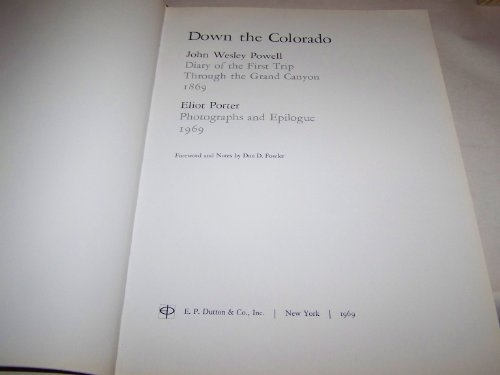 Down the Colorado
John Wesley Powell
Diary of the First Trip
Through the Grand Canyon
1869
Eliot Porter
Photographs and Epilogue
1969
Foreword and Notes by Don D. Fowler
E. P. Dutton & Co., Inc. | New York | 1969